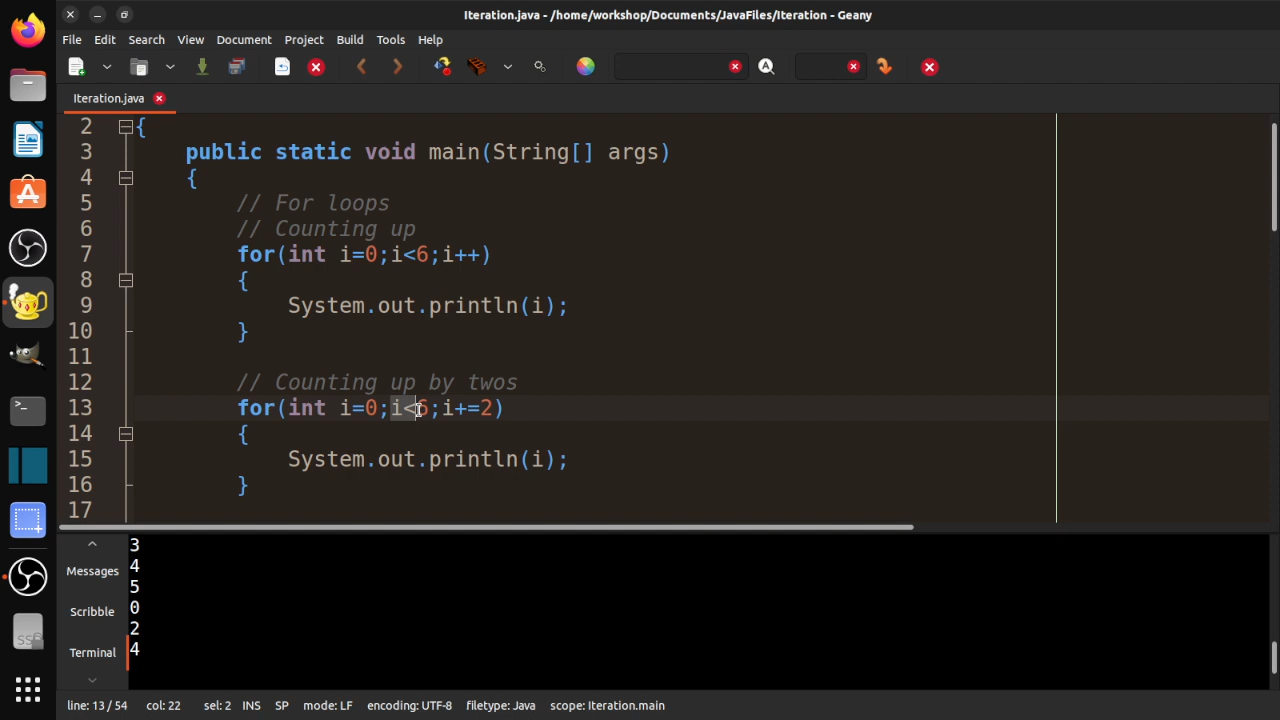 Iteration.java - /home/workshop/Documents/JavaFiles/Iteration - Geany
File Edit Search View Document Project Build Tools Help
Iteration.java
2 {
3 public static void main(String[] args)
4 {
5 // For loops
6 // Counting up
7 for(int i=0;i<6;i++)
8 {
9 System.out.println(i);
10 }
11
12 // Counting up by twos
13 for(int i=0;i<6;i+=2)
14 {
15 System.out.println(i);
16 }
17
Messages
Scribble
Terminal
3
4
5
0
2
4
line: 13 / 54 col: 22 sel: 2 INS SP mode: LF encoding: UTF-8 filetype: Java scope: Iteration.main